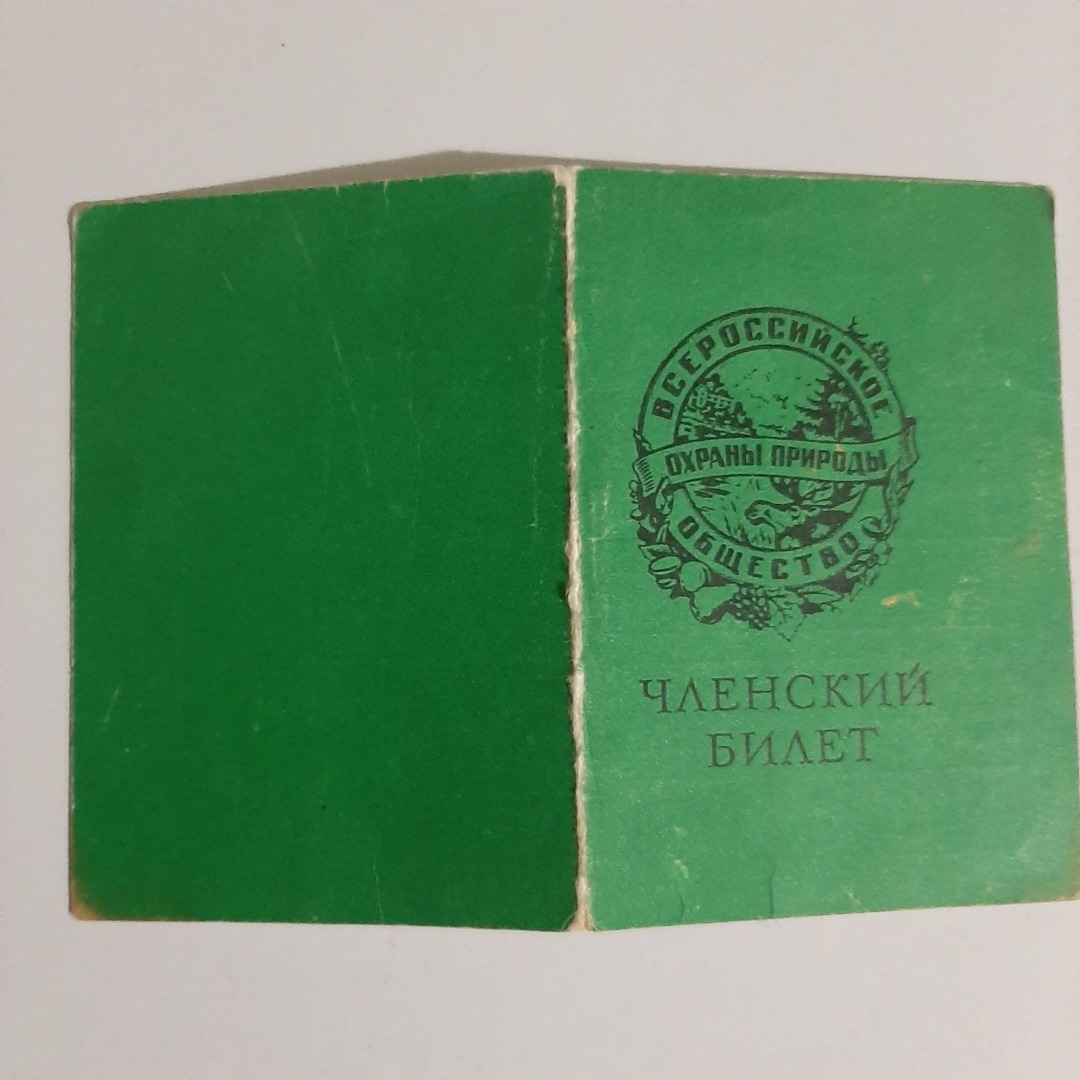 ВСЕРОССИЙСКОЕ
ОХРАНЫ ПРИРОДЫ
ОБЩЕСТВО
ЧЛЕНСКИЙ
БИЛЕТ